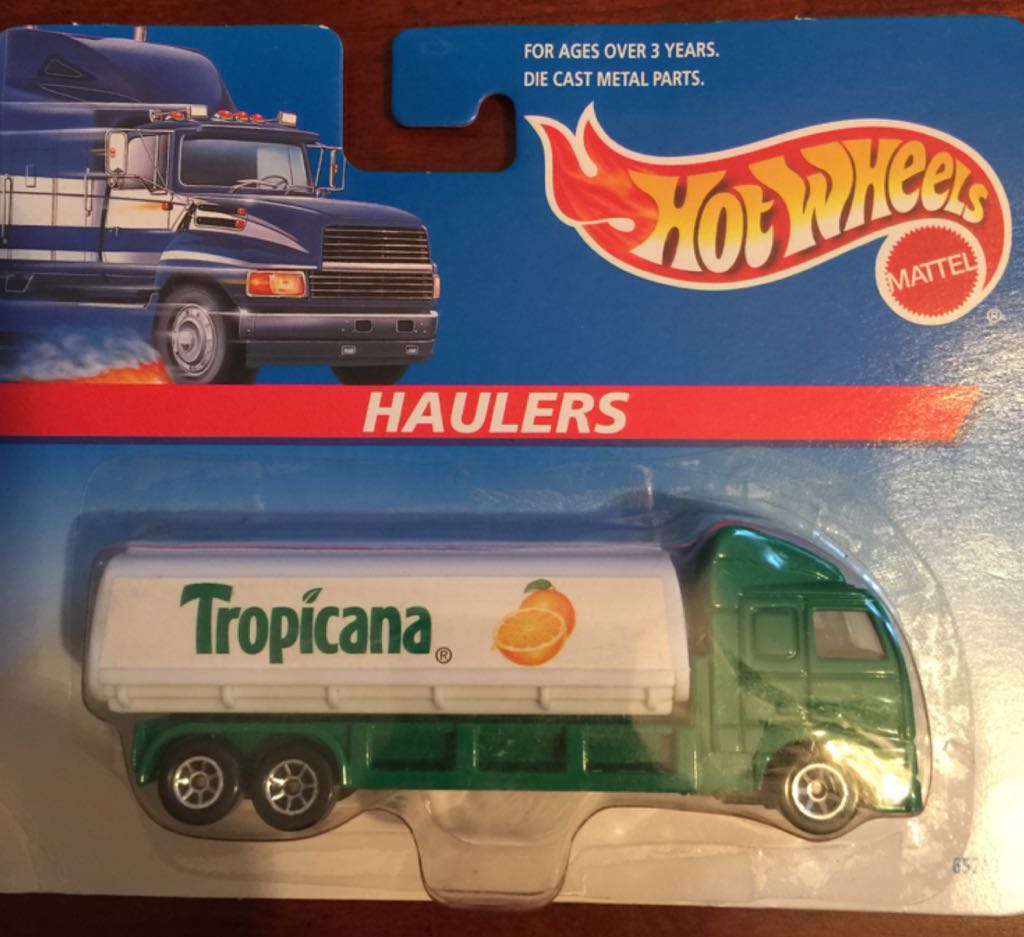 FOR AGES OVER 3 YEARS.
DIE CAST METAL PARTS.
HOT WHEELS
MATTEL
®
HAULERS
Tropicana®